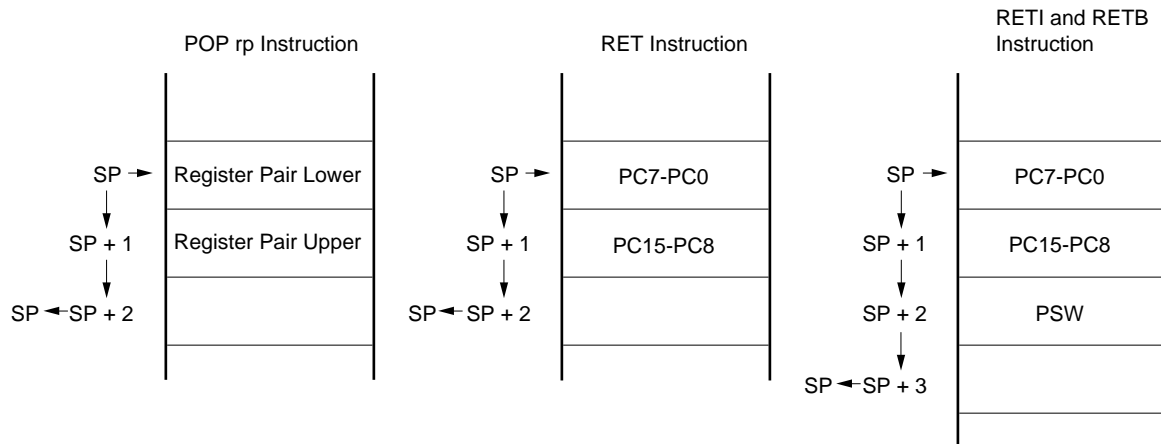 POP rp Instruction
SP
Register Pair Lower
SP + 1
Register Pair Upper
SP
SP + 2
RET Instruction
SP
PC7-PC0
SP + 1
PC15-PC8
SP
SP + 2
RETI and RETB
Instruction
SP
PC7-PC0
SP + 1
PC15-PC8
SP + 2
PSW
SP
SP + 3